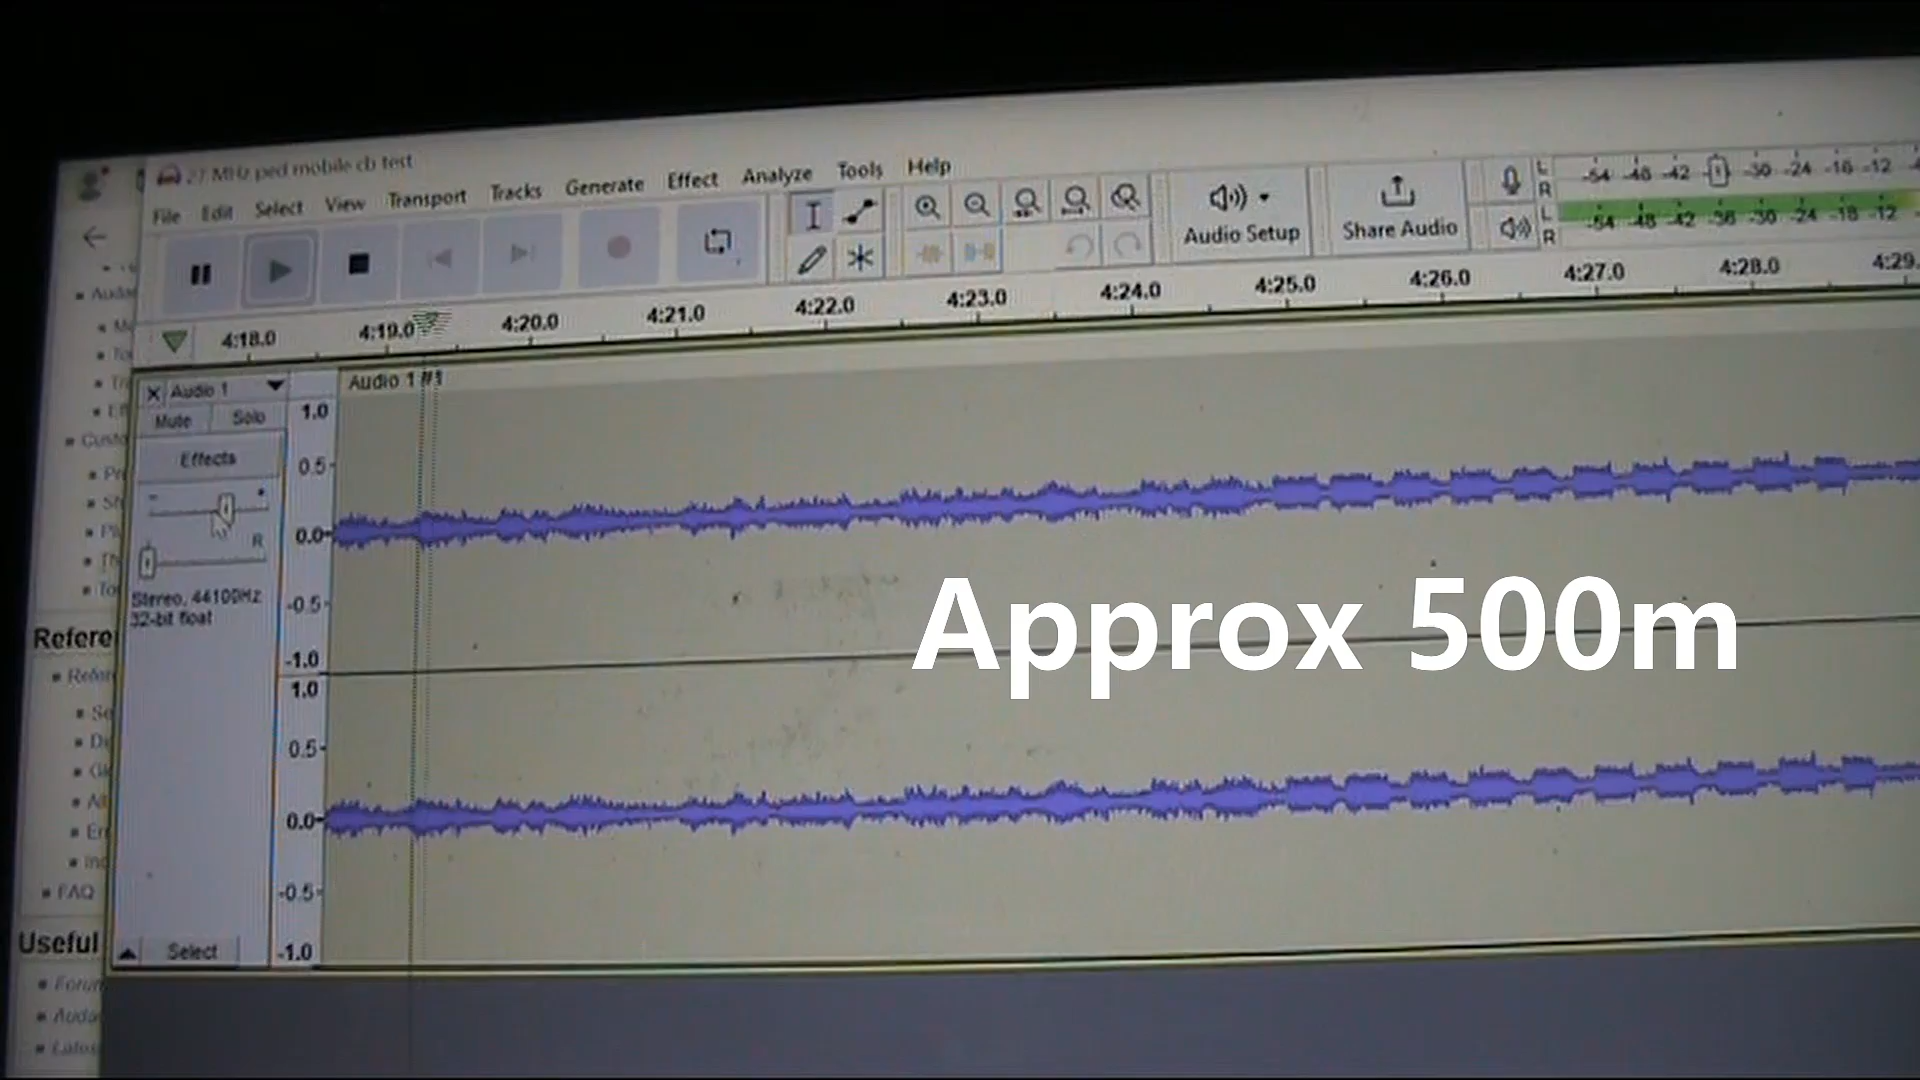 27 MHz ped mobile cb test
File Edit Select View Transport Tracks Generate Effect Analyze Tools Help
Audio Setup
Share Audio
L
R
-54 -48 -42 -30 -24 -18 -12
L
R
-54 -48 -42 -36 -30 -24 -18 -12
4:18.0 4:19.0 4:20.0 4:21.0 4:22.0 4:23.0 4:24.0 4:25.0 4:26.0 4:27.0 4:28.0 4:29.
Audio 1
Audio 1 #1
Mute Solo
Effects
R
Stereo, 44100Hz
32-bit float
Select
1.0
0.5
0.0
-0.5
-1.0
1.0
0.5
0.0
-0.5
-1.0
Approx 500m
Refere
Useful
FAQ